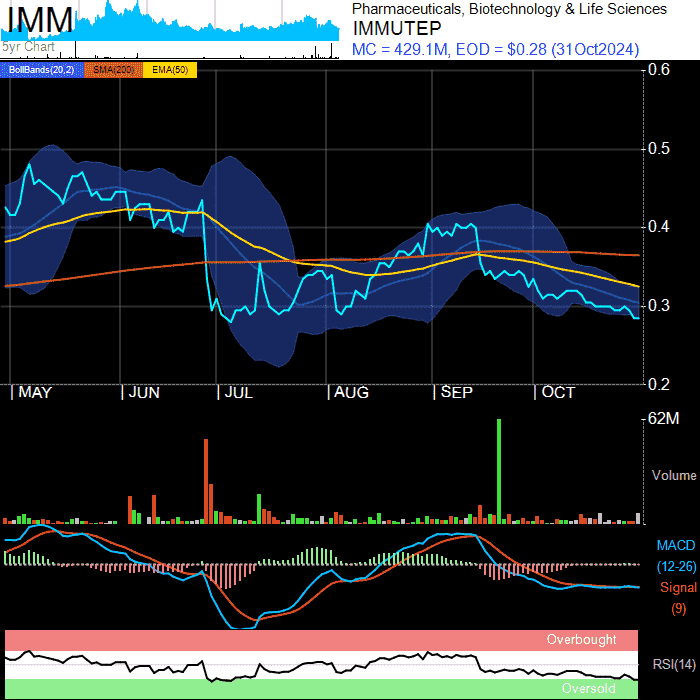 IMM
5yr Chart
Pharmaceuticals, Biotechnology & Life Sciences
IMMUTEP
MC = 429.1M, EOD = $0.28 (31Oct2024)
BollBands(20,2) SMA(200) EMA(50)
0.6
0.5
0.4
0.3
0.2
MAY JUN JUL AUG SEP OCT
62M
Volume
MACD
(12-26)
Signal
(9)
Overbought
RSI(14)
Oversold